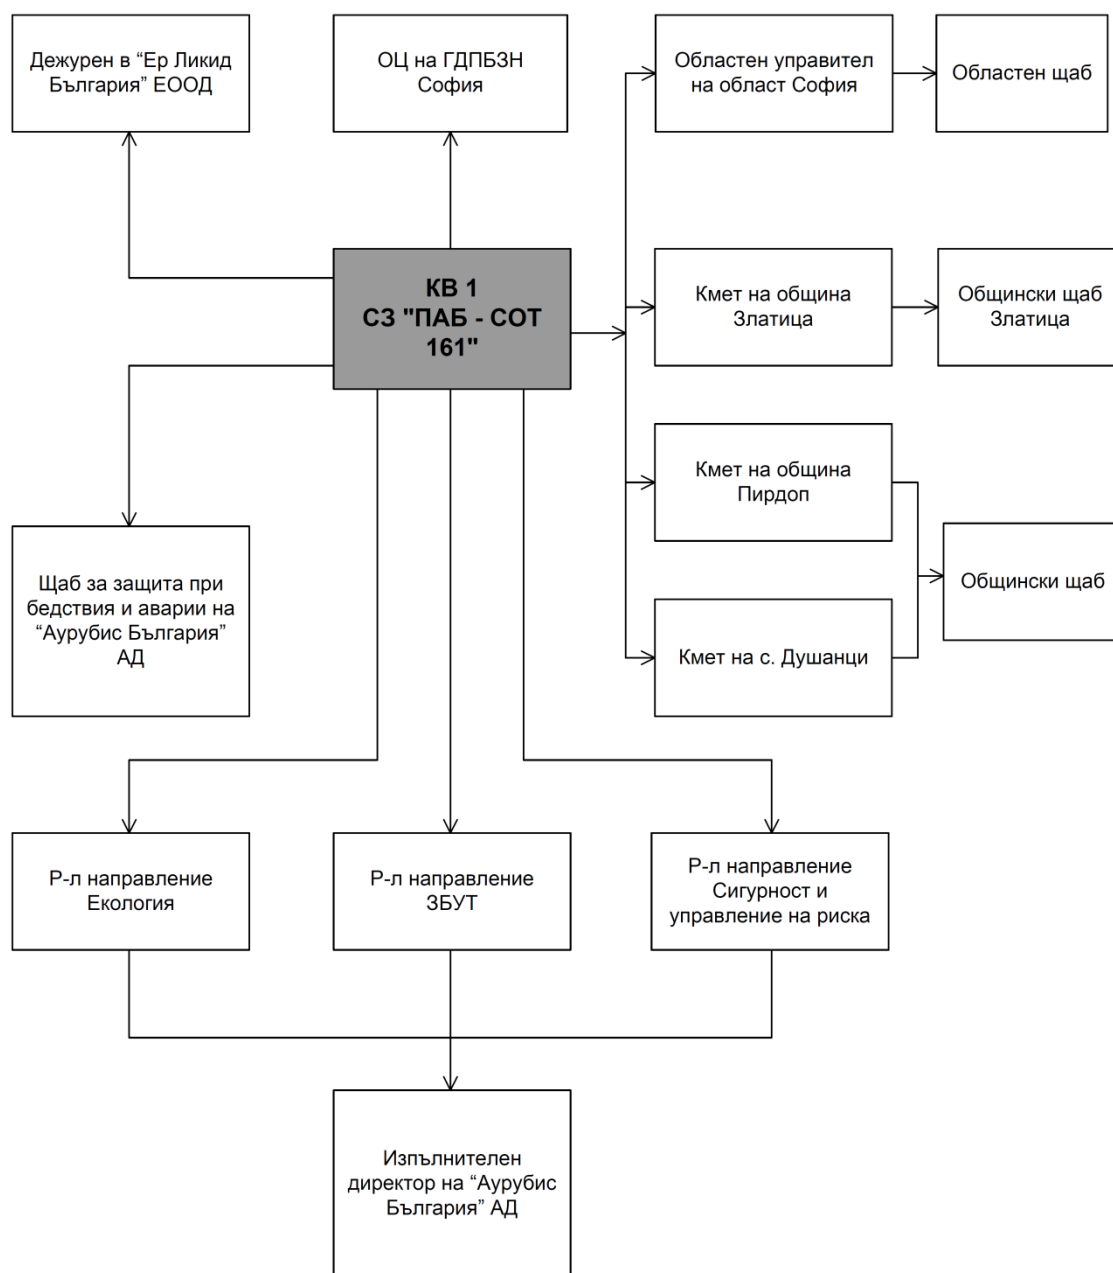 Дежурен в “Ер Ликид
България” ЕООД
ОЦ на ГДПБЗН
София
Областен управител
на област София
Областен щаб
КВ 1
СЗ "ПАБ - СОТ
161"
Кмет на община
Златица
Общински щаб
Златица
Кмет на община
Пирдоп
Общински щаб
Кмет на с. Душанци
Щаб за защита при
бедствия и аварии на
“Аурубис България”
АД
Р-л направление
Екология
Р-л направление
ЗБУТ
Р-л направление
Сигурност и
управление на риска
Изпълнителен
директор на “Аурубис
България” АД